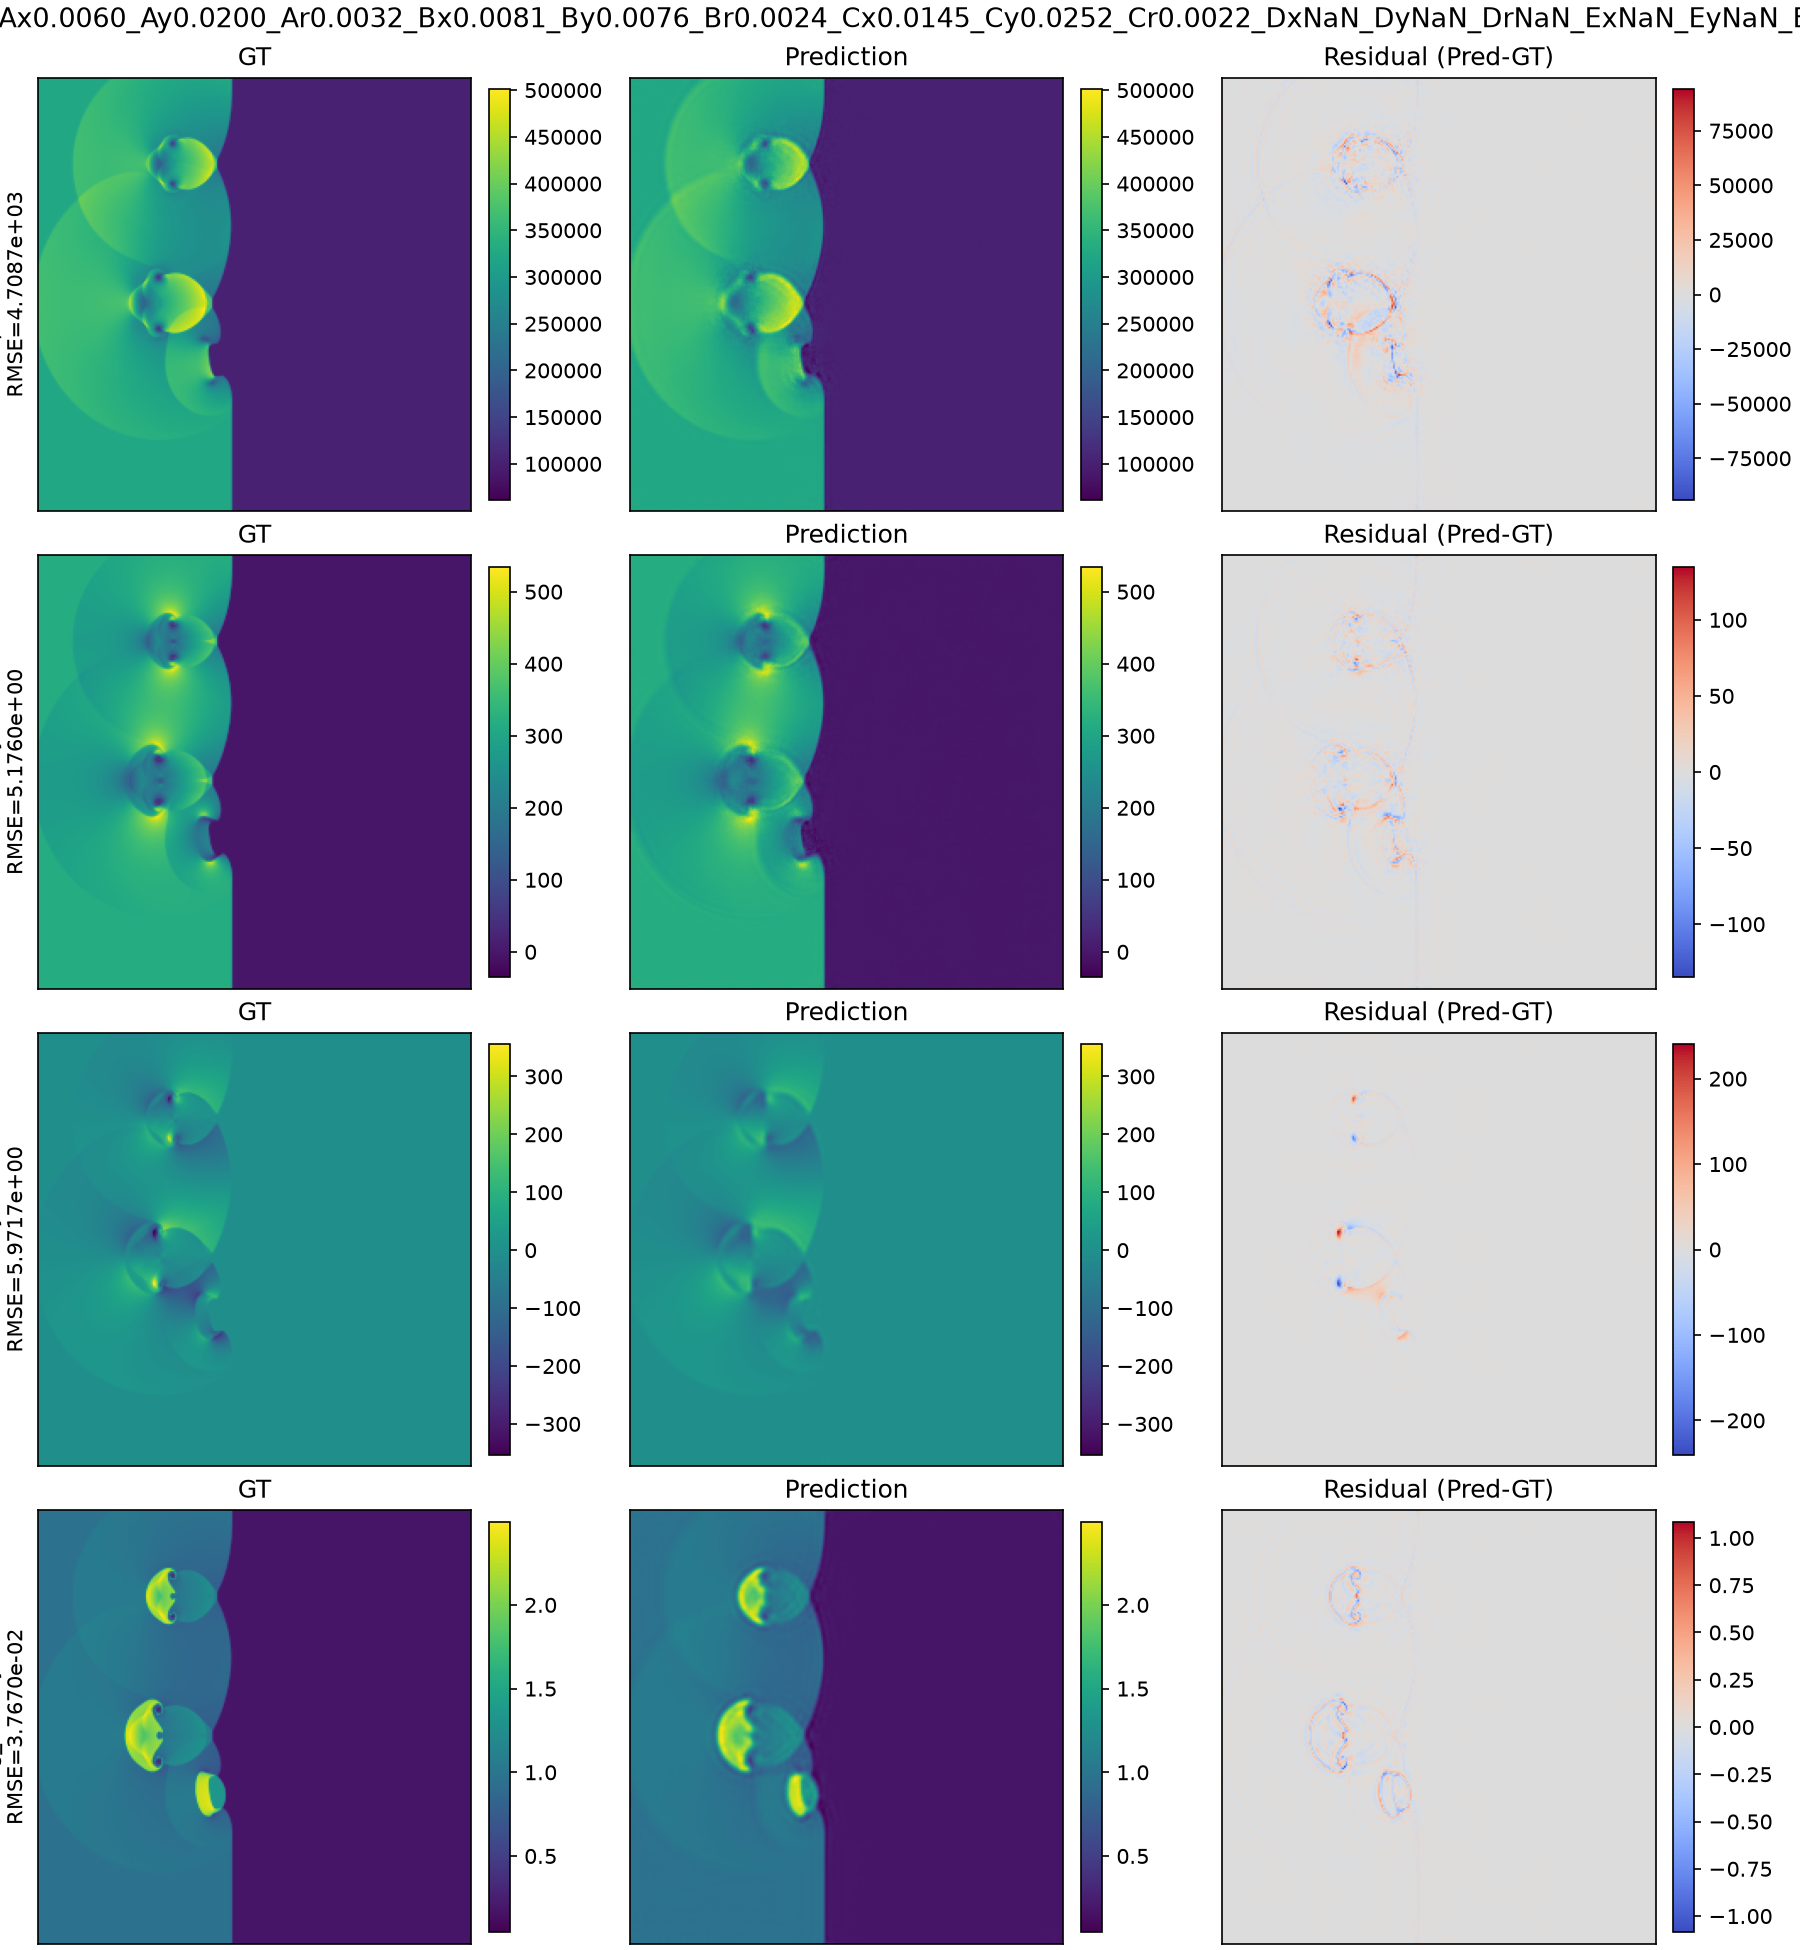 Ax0.0060_Ay0.0200_Ar0.0032_Bx0.0081_By0.0076_Br0.0024_Cx0.0145_Cy0.0252_Cr0.0022_DxNaN_DyNaN_DrNaN_ExNaN_EyNaN_E
GT Prediction Residual (Pred-GT)
RMSE=4.7087e+03
500000 500000 75000
450000 450000 50000
400000 400000 25000
350000 350000 0
300000 300000 −25000
250000 250000 −50000
200000 200000 −75000
150000 150000
100000 100000
GT Prediction Residual (Pred-GT)
RMSE=5.1760e+00
500 500 100
400 400 50
300 300 0
200 200 −50
100 100 −100
0 0
GT Prediction Residual (Pred-GT)
RMSE=5.9717e+00
300 300 200
200 200 100
100 100 0
0 0 −100
−100 −100 −200
−200 −200
−300 −300
GT Prediction Residual (Pred-GT)
RMSE=3.7670e-02
2.0 2.0 1.00
1.5 1.5 0.75
1.0 1.0 0.50
0.5 0.5 0.25
0.00
−0.25
−0.50
−0.75
−1.00